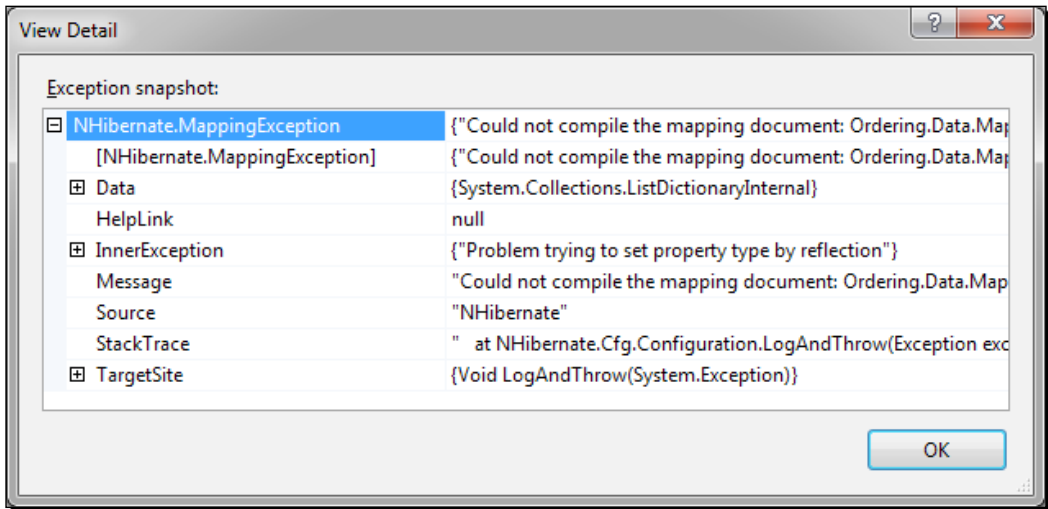 View Detail
Exception snapshot:
NHibernate.MappingException {"Could not compile the mapping document: Ordering.Data.Map
[NHibernate.MappingException] {"Could not compile the mapping document: Ordering.Data.Map
Data {System.Collections.ListDictionaryInternal}
HelpLink null
InnerException {"Problem trying to set property type by reflection"}
Message "Could not compile the mapping document: Ordering.Data.Map
Source "NHibernate"
StackTrace "   at NHibernate.Cfg.Configuration.LogAndThrow(Exception exc
TargetSite {Void LogAndThrow(System.Exception)}
OK